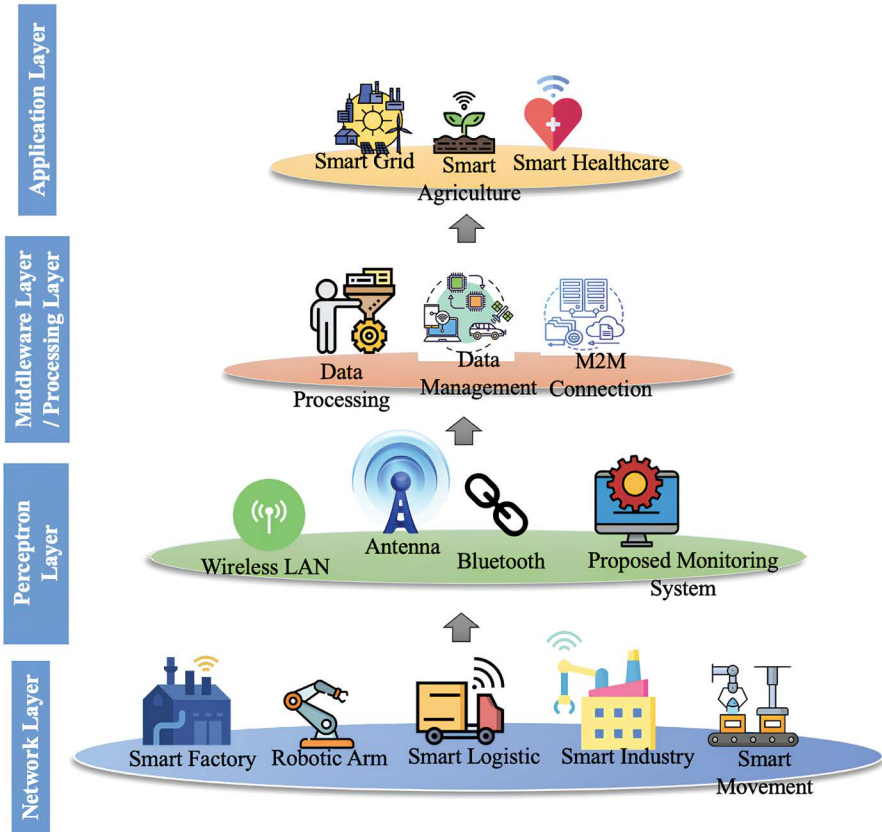 Application Layer
Smart Grid
Smart
Agriculture
Smart Healthcare
Middleware Layer
/ Processing Layer
Data
Processing
Data
Management
M2M
Connection
Perceptron
Layer
Wireless LAN
Antenna
Bluetooth
Proposed Monitoring
System
Network Layer
Smart Factory
Robotic Arm
Smart Logistic
Smart Industry
Smart
Movement